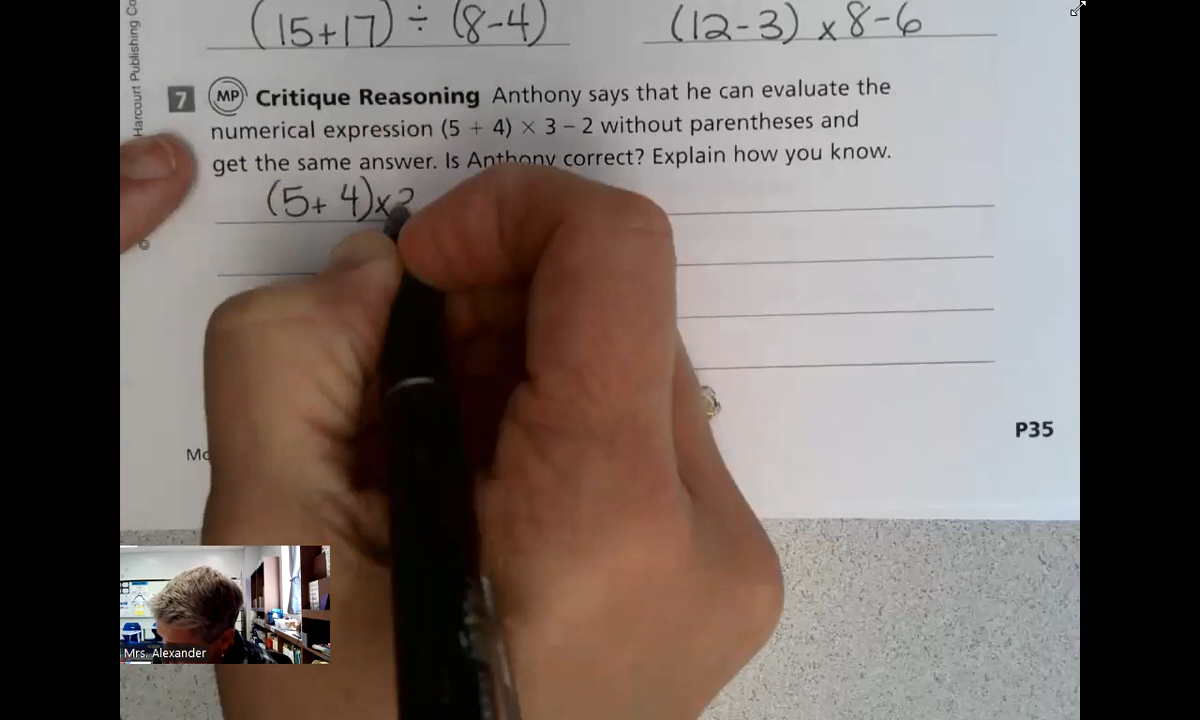 (15+17) ÷ (8-4)
(12-3) x 8-6
Harcourt Publishing Co
©
7 MP Critique Reasoning Anthony says that he can evaluate the
numerical expression (5 + 4) × 3 – 2 without parentheses and
get the same answer. Is Anthony correct? Explain how you know.
(5+ 4)x
P35
Mrs. Alexander